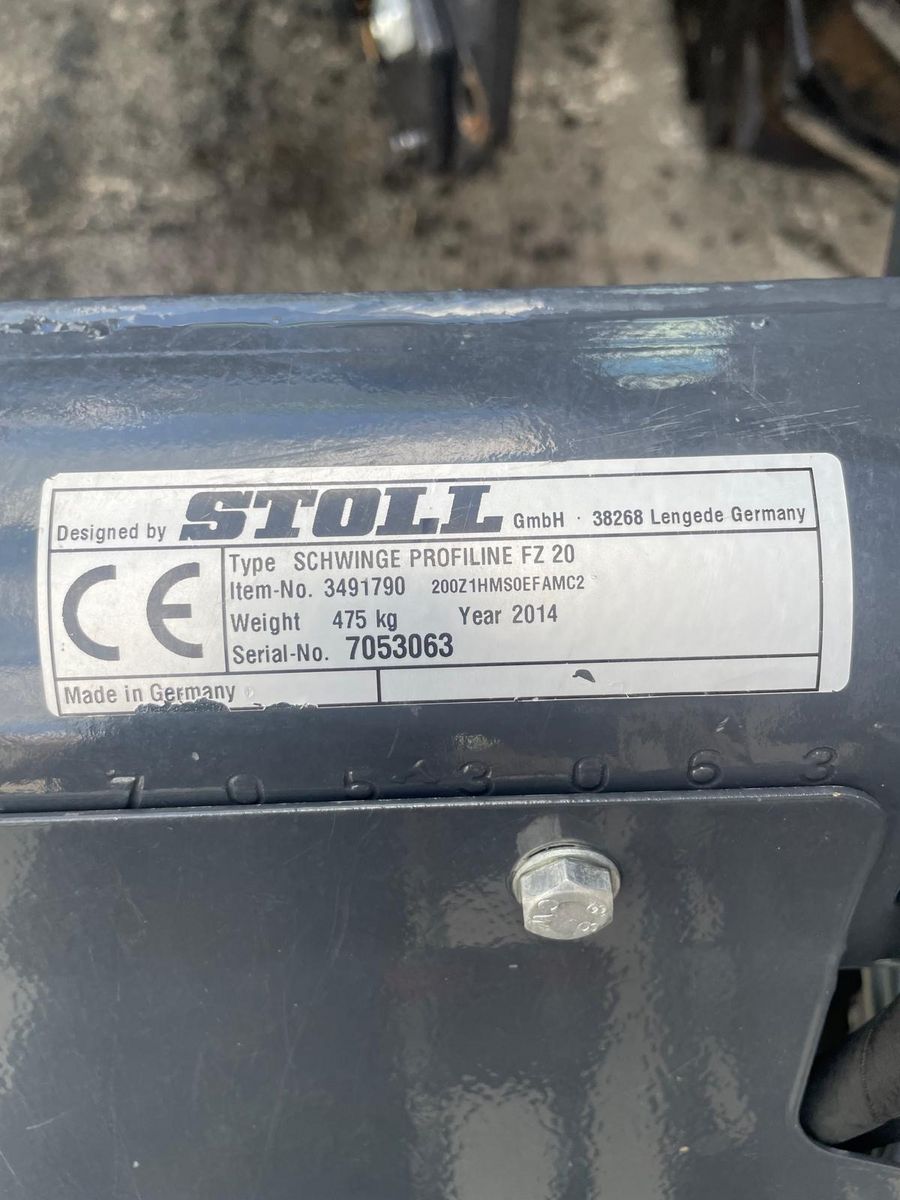 Designed by STOLL GmbH · 38268 Lengede Germany
CE
Type SCHWINGE PROFILINE FZ 20
Item-No. 3491790 200Z1HMS0EFAMC2
Weight 475 kg Year 2014
Serial-No. 7053063
Made in Germany
7053063